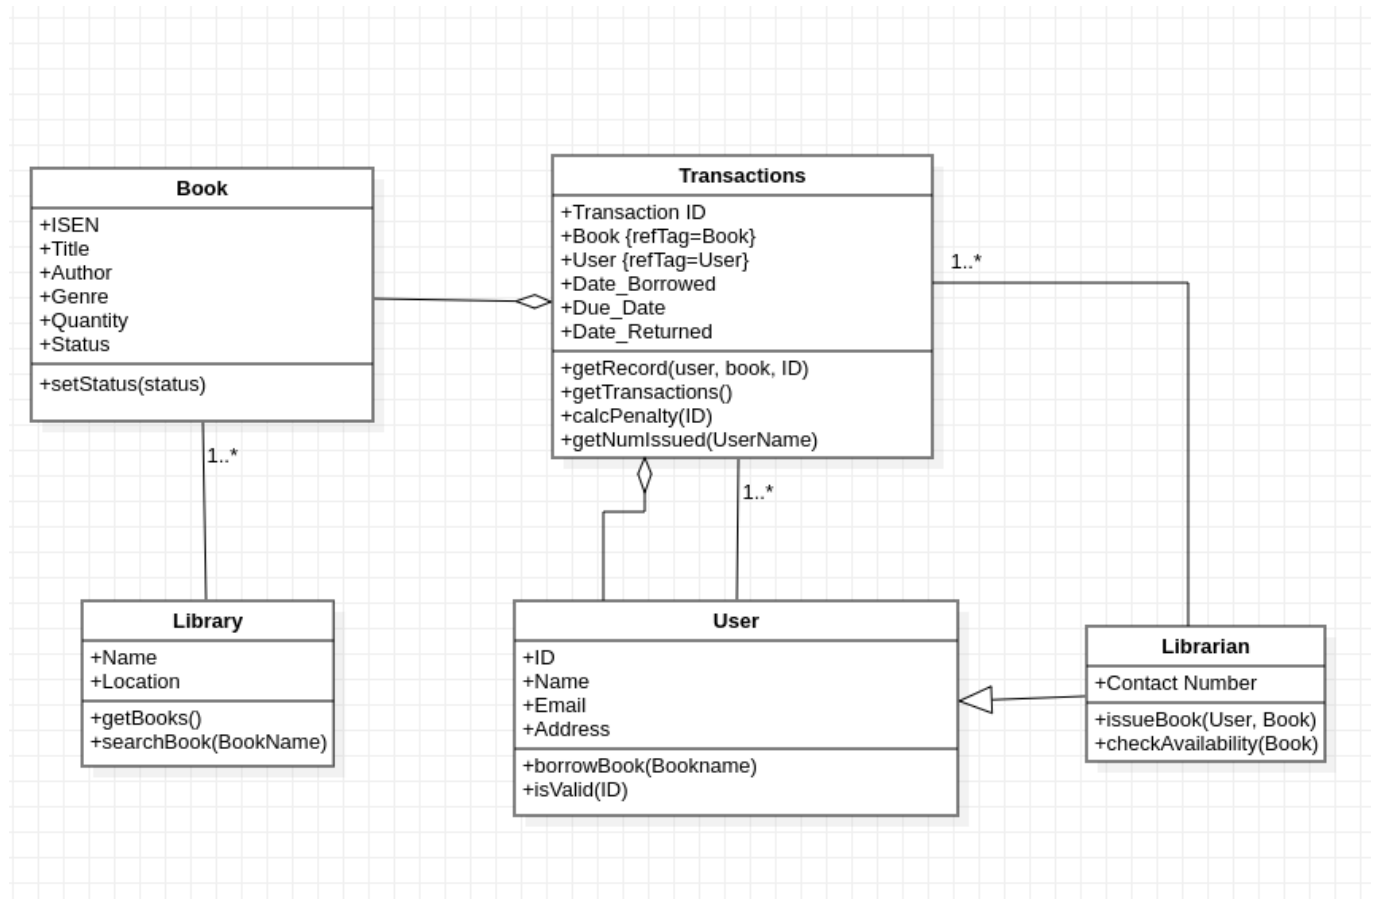 Book
+ISEN
+Title
+Author
+Genre
+Quantity
+Status
+setStatus(status)
1..*
Transactions
+Transaction ID
+Book {refTag=Book}
+User {refTag=User}
+Date_Borrowed
+Due_Date
+Date_Returned
+getRecord(user, book, ID)
+getTransactions()
+calcPenalty(ID)
+getNumIssued(UserName)
1..*
1..*
Library
+Name
+Location
+getBooks()
+searchBook(BookName)
User
+ID
+Name
+Email
+Address
+borrowBook(Bookname)
+isValid(ID)
Librarian
+Contact Number
+issueBook(User, Book)
+checkAvailability(Book)